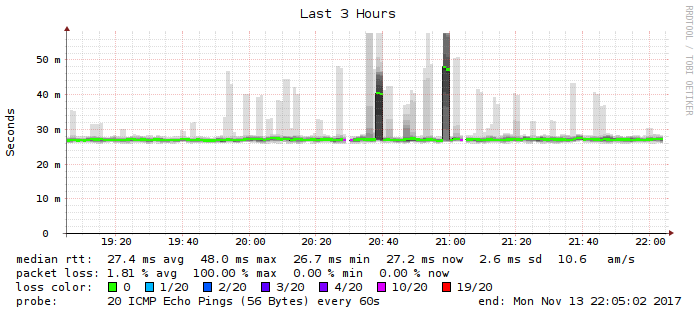 Last 3 Hours
RRDTOOL / TOBI OETIKER
Seconds
50 m
40 m
30 m
20 m
10 m
0
19:20 19:40 20:00 20:20 20:40 21:00 21:20 21:40 22:00
median rtt: 27.4 ms avg 48.0 ms max 26.7 ms min 27.2 ms now 2.6 ms sd 10.6 am/s
packet loss: 1.81 % avg 100.00 % max 0.00 % min 0.00 % now
loss color: 0 1/20 2/20 3/20 4/20 10/20 19/20
probe: 20 ICMP Echo Pings (56 Bytes) every 60s end: Mon Nov 13 22:05:02 2017